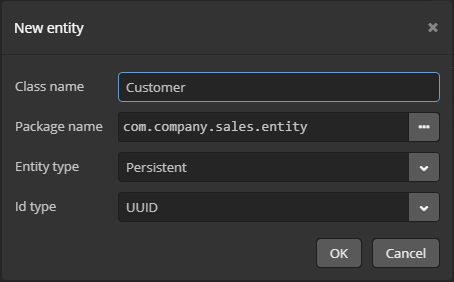 New entity
Class name Customer
Package name com.company.sales.entity
Entity type Persistent
Id type UUID
OK Cancel